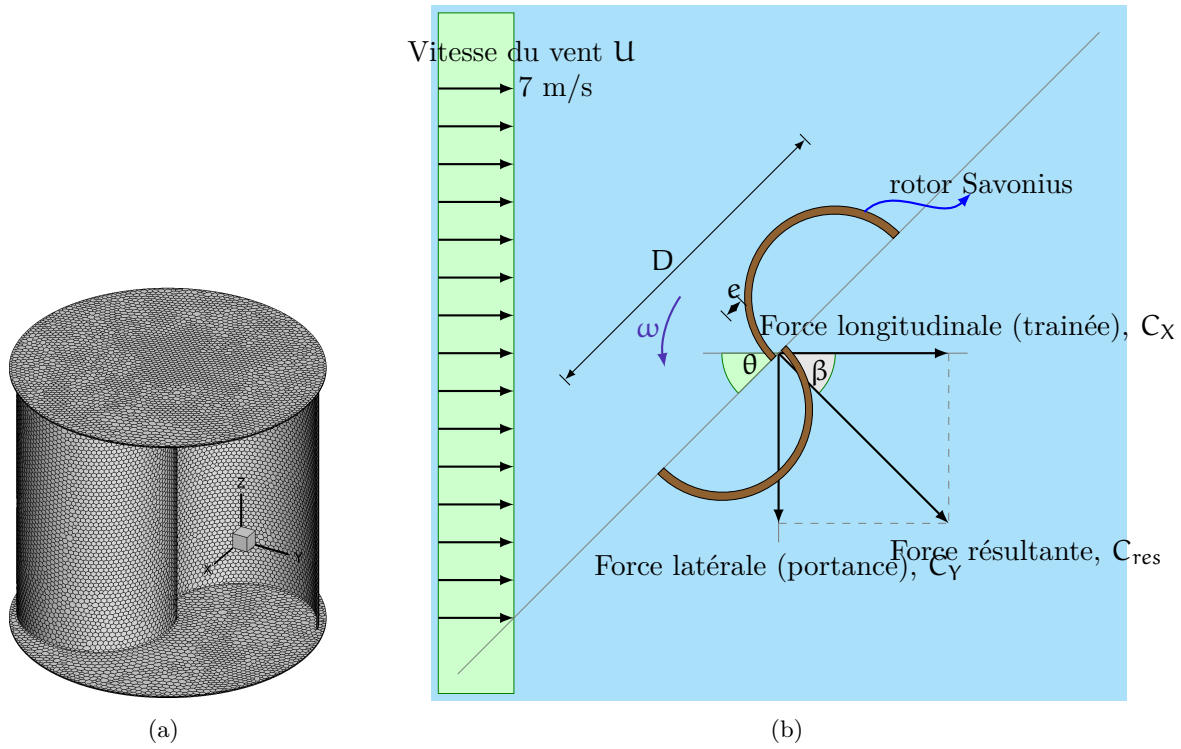 Vitesse du vent U
7 m/s
rotor Savonius
D
e
ω
Force longitudinale (trainée), C_X
θ
β
Z
Y
X
Force résultante, C_res
Force latérale (portance), C_Y
(a)
(b)